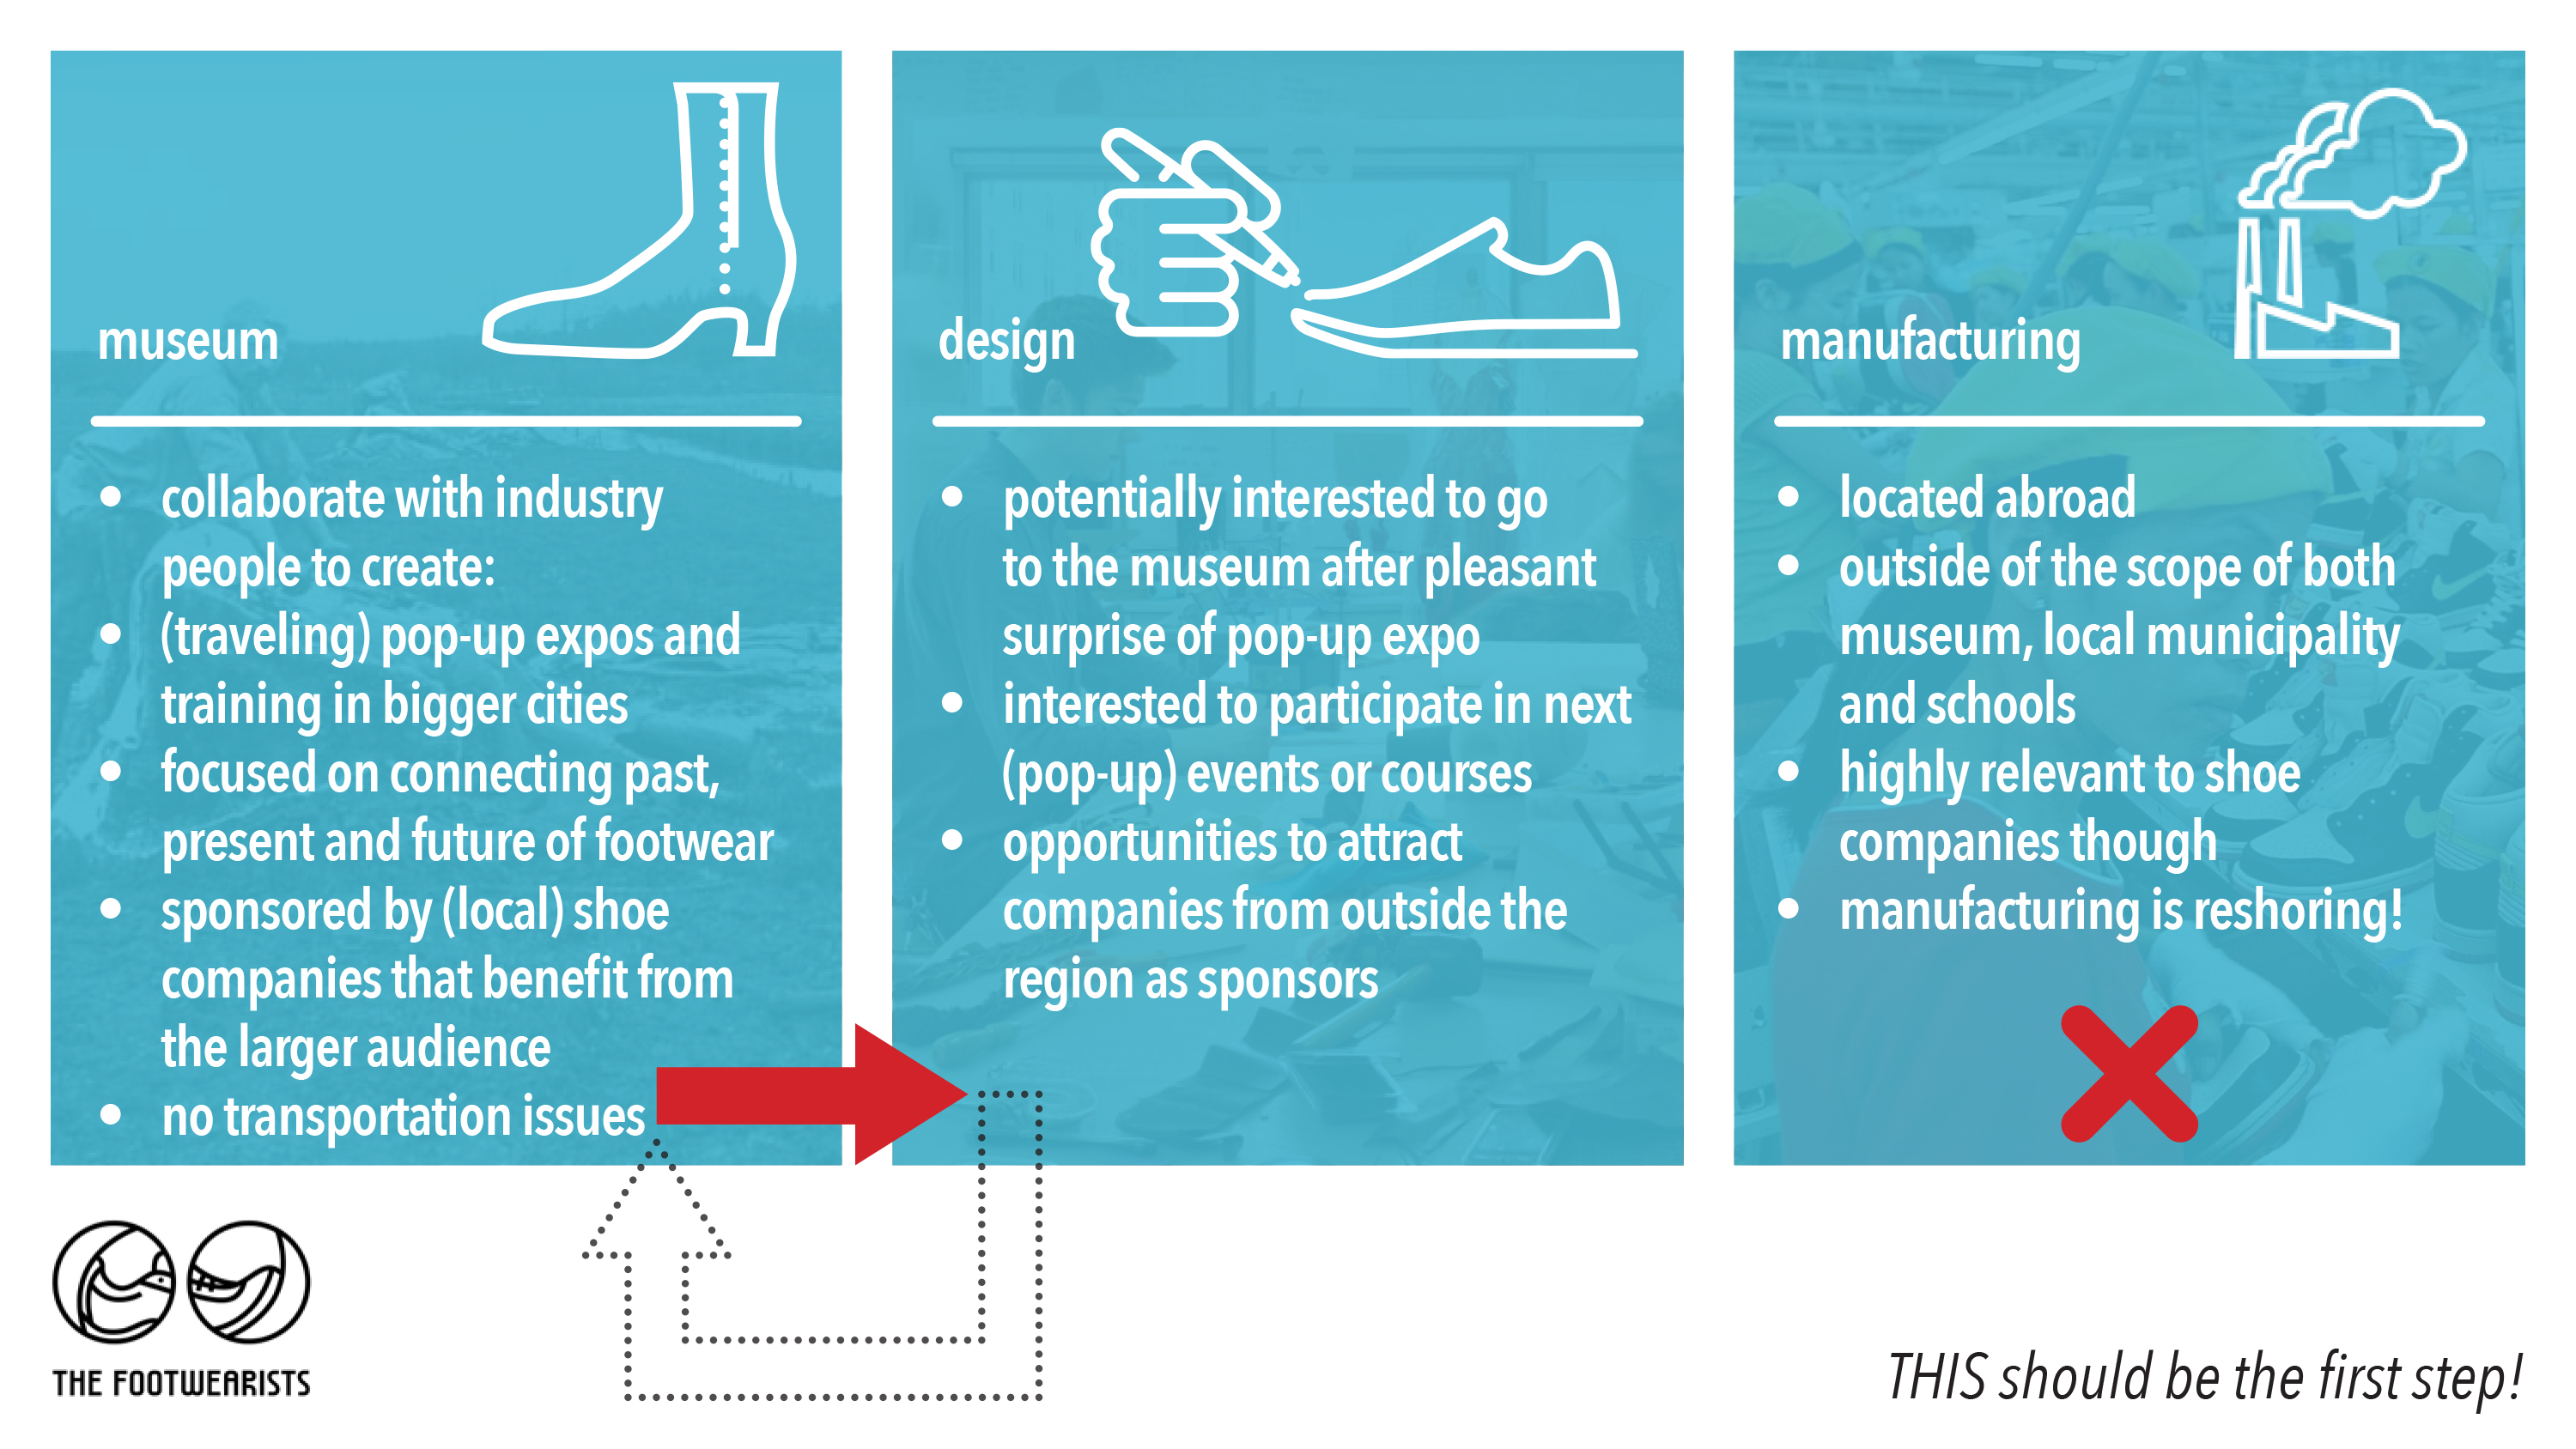 museum
• collaborate with industry
people to create:
• (traveling) pop-up expos and
training in bigger cities
• focused on connecting past,
present and future of footwear
• sponsored by (local) shoe
companies that benefit from
the larger audience
• no transportation issues
design
• potentially interested to go
to the museum after pleasant
surprise of pop-up expo
• interested to participate in next
(pop-up) events or courses
• opportunities to attract
companies from outside the
region as sponsors
manufacturing
• located abroad
• outside of the scope of both
museum, local municipality
and schools
• highly relevant to shoe
companies though
• manufacturing is reshoring!
THE FOOTWEARISTS
THIS should be the first step!